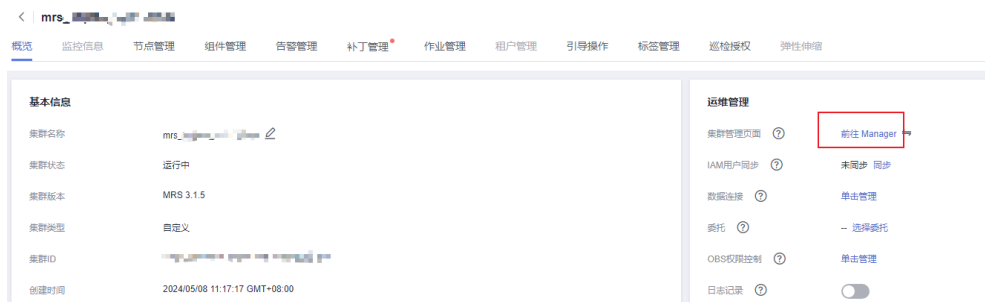 mrs_
概览 监控信息 节点管理 组件管理 告警管理 补丁管理 作业管理 租户管理 引导操作 标签管理 巡检授权 弹性伸缩
基本信息
集群名称 mrs_
集群状态 运行中
集群版本 MRS 3.1.5
集群类型 自定义
集群ID
创建时间 2024/05/08 11:17:17 GMT+08:00
运维管理
集群管理页面 ? 前往 Manager
IAM用户同步 ? 未同步 同步
数据连接 ? 单击管理
委托 ? -- 选择委托
OBS权限控制 ? 单击管理
日志记录 ?